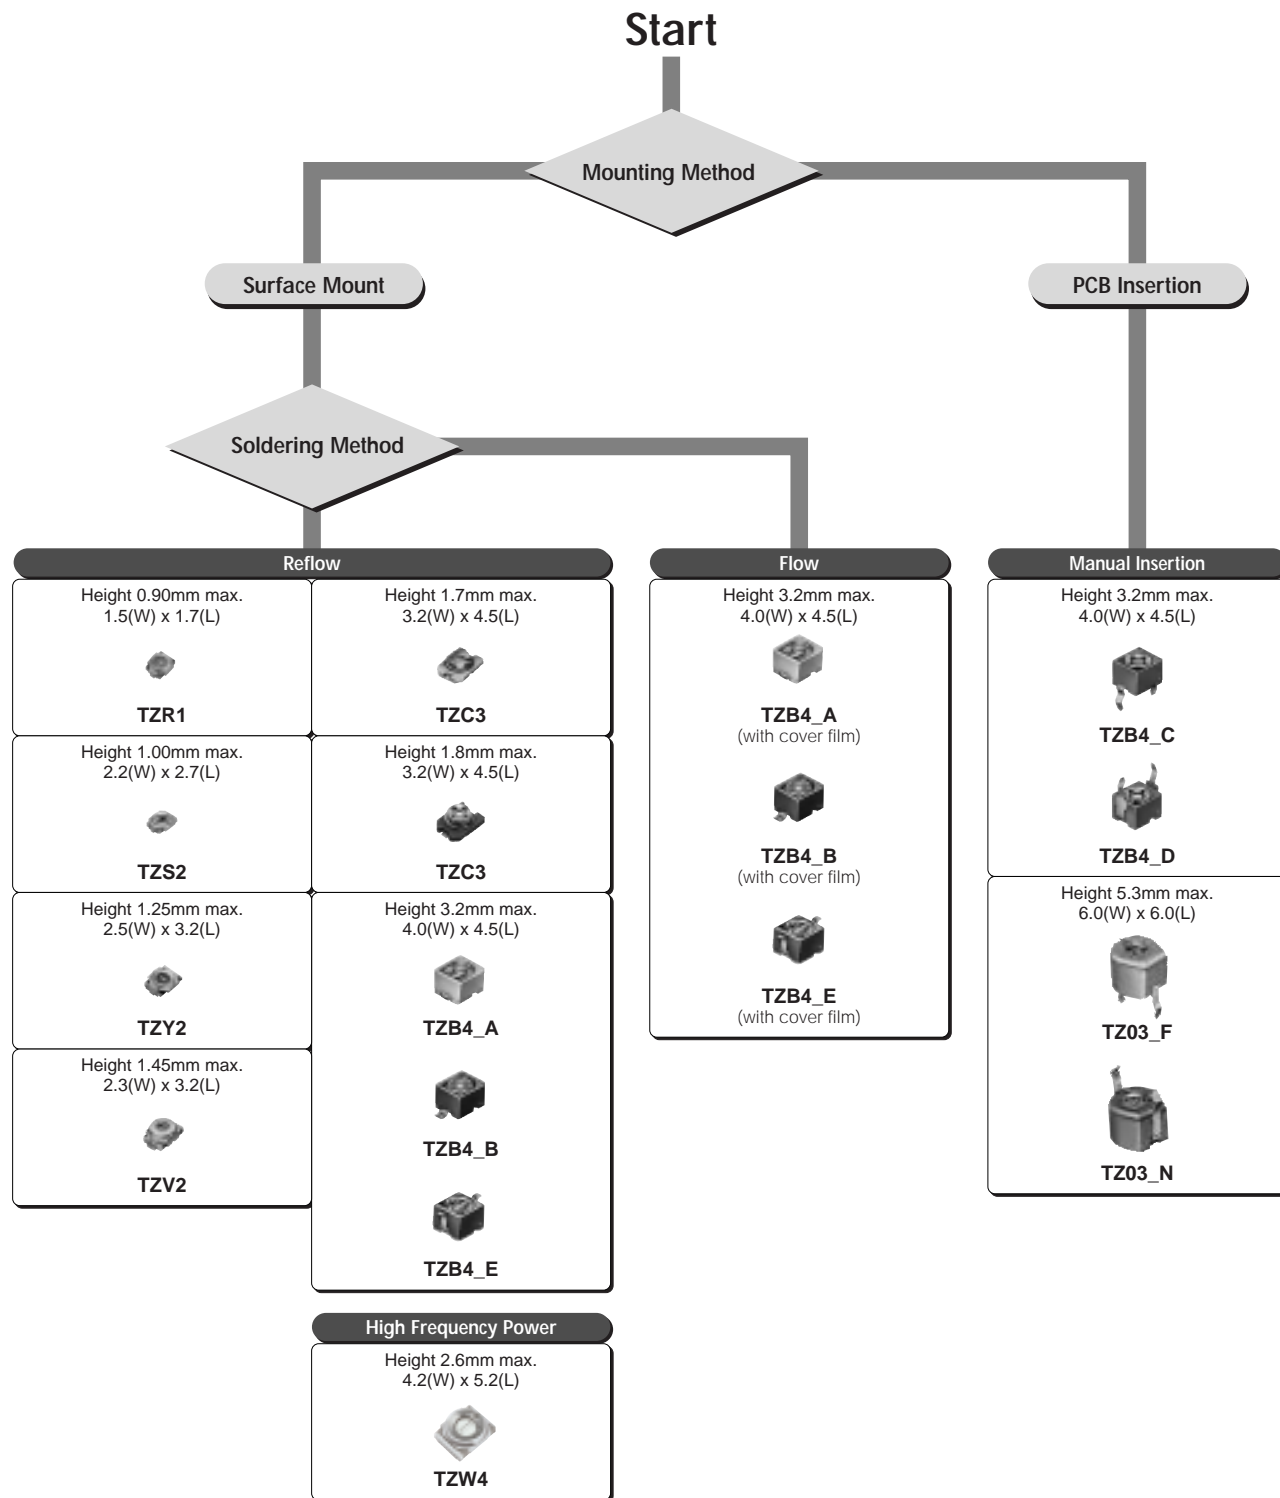 Start
Mounting Method
Surface Mount
PCB Insertion
Soldering Method
Reflow
Height 0.90mm max.
1.5(W) x 1.7(L)
TZR1
Height 1.00mm max.
2.2(W) x 2.7(L)
TZS2
Height 1.25mm max.
2.5(W) x 3.2(L)
TZY2
Height 1.45mm max.
2.3(W) x 3.2(L)
TZV2
Height 1.7mm max.
3.2(W) x 4.5(L)
TZC3
Height 1.8mm max.
3.2(W) x 4.5(L)
TZC3
Height 3.2mm max.
4.0(W) x 4.5(L)
TZB4_A
TZB4_B
TZB4_E
High Frequency Power
Height 2.6mm max.
4.2(W) x 5.2(L)
TZW4
Flow
Height 3.2mm max.
4.0(W) x 4.5(L)
TZB4_A
(with cover film)
TZB4_B
(with cover film)
TZB4_E
(with cover film)
Manual Insertion
Height 3.2mm max.
4.0(W) x 4.5(L)
TZB4_C
TZB4_D
Height 5.3mm max.
6.0(W) x 6.0(L)
TZ03_F
TZ03_N